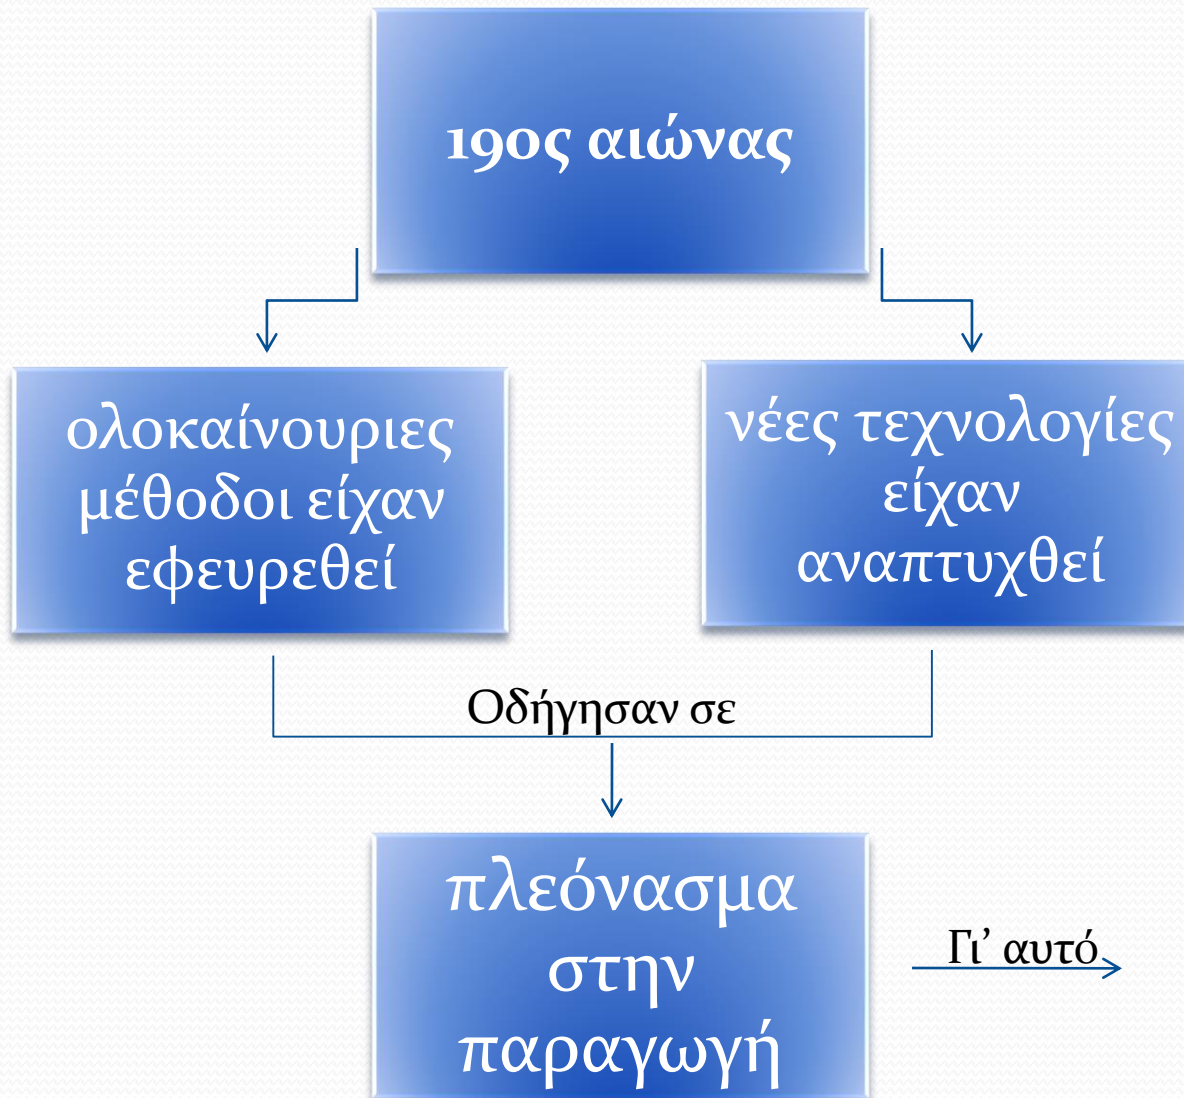 19ος αιώνας
ολοκαίνουριες
μέθοδοι είχαν
εφευρεθεί
νέες τεχνολογίες
είχαν
αναπτυχθεί
Οδήγησαν σε
πλεόνασμα
στην
παραγωγή
Γι’ αυτό